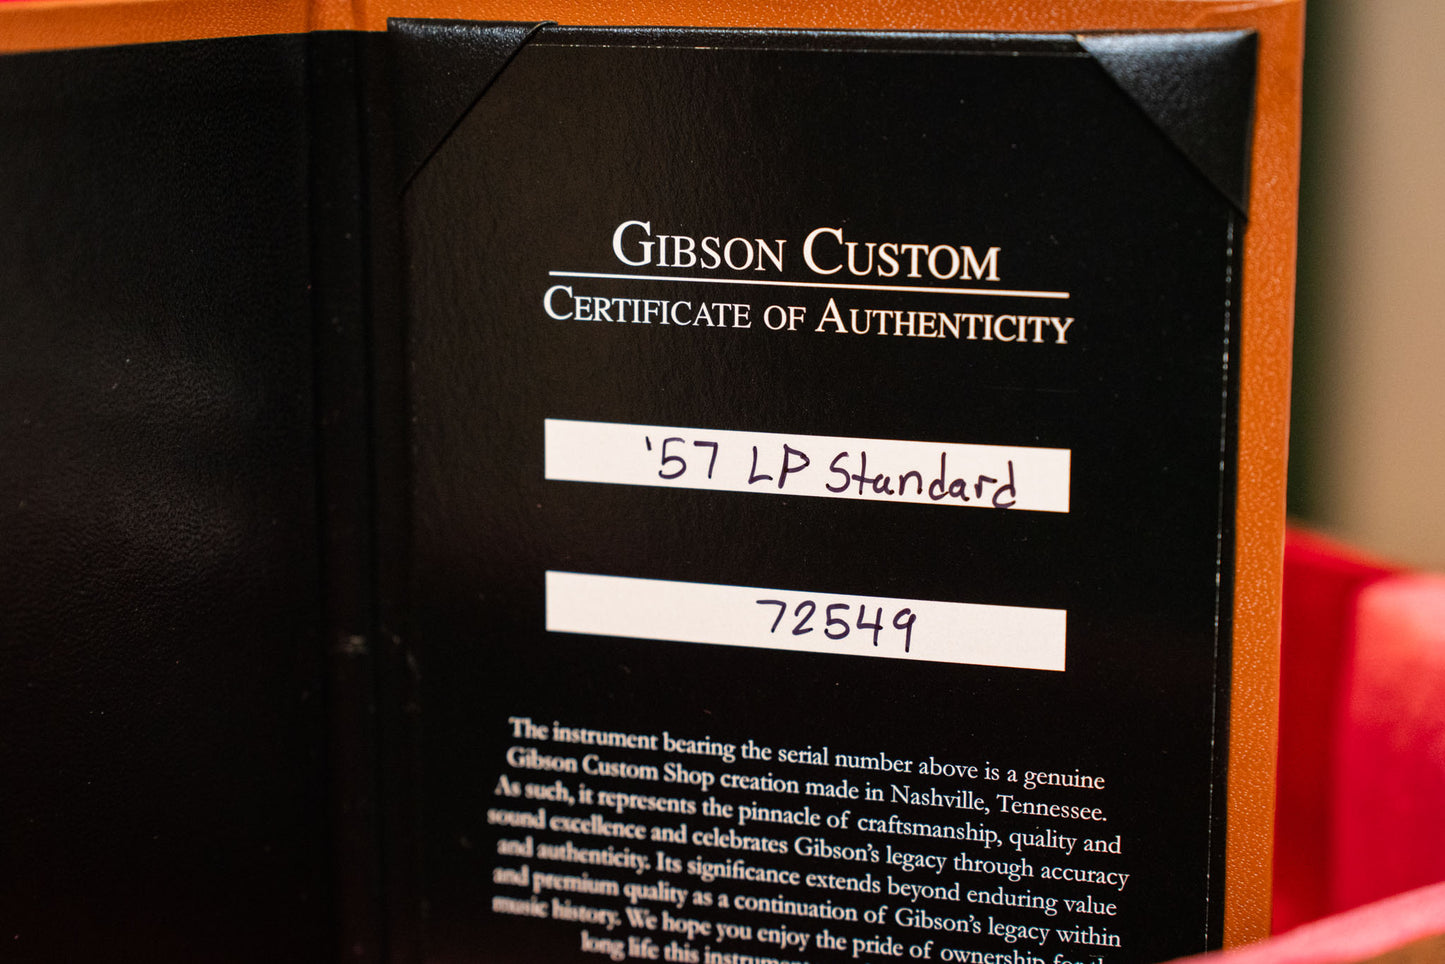 GIBSON CUSTOM
CERTIFICATE OF AUTHENTICITY
'57 LP Standard
72549
The instrument bearing the serial number above is a genuine
Gibson Custom Shop creation made in Nashville, Tennessee.
As such, it represents the pinnacle of craftsmanship, quality and
sound excellence and celebrates Gibson's legacy through accuracy
and authenticity. Its significance extends beyond enduring value
and premium quality as a continuation of Gibson's legacy within
music history. We hope you enjoy the pride of ownership
long life this